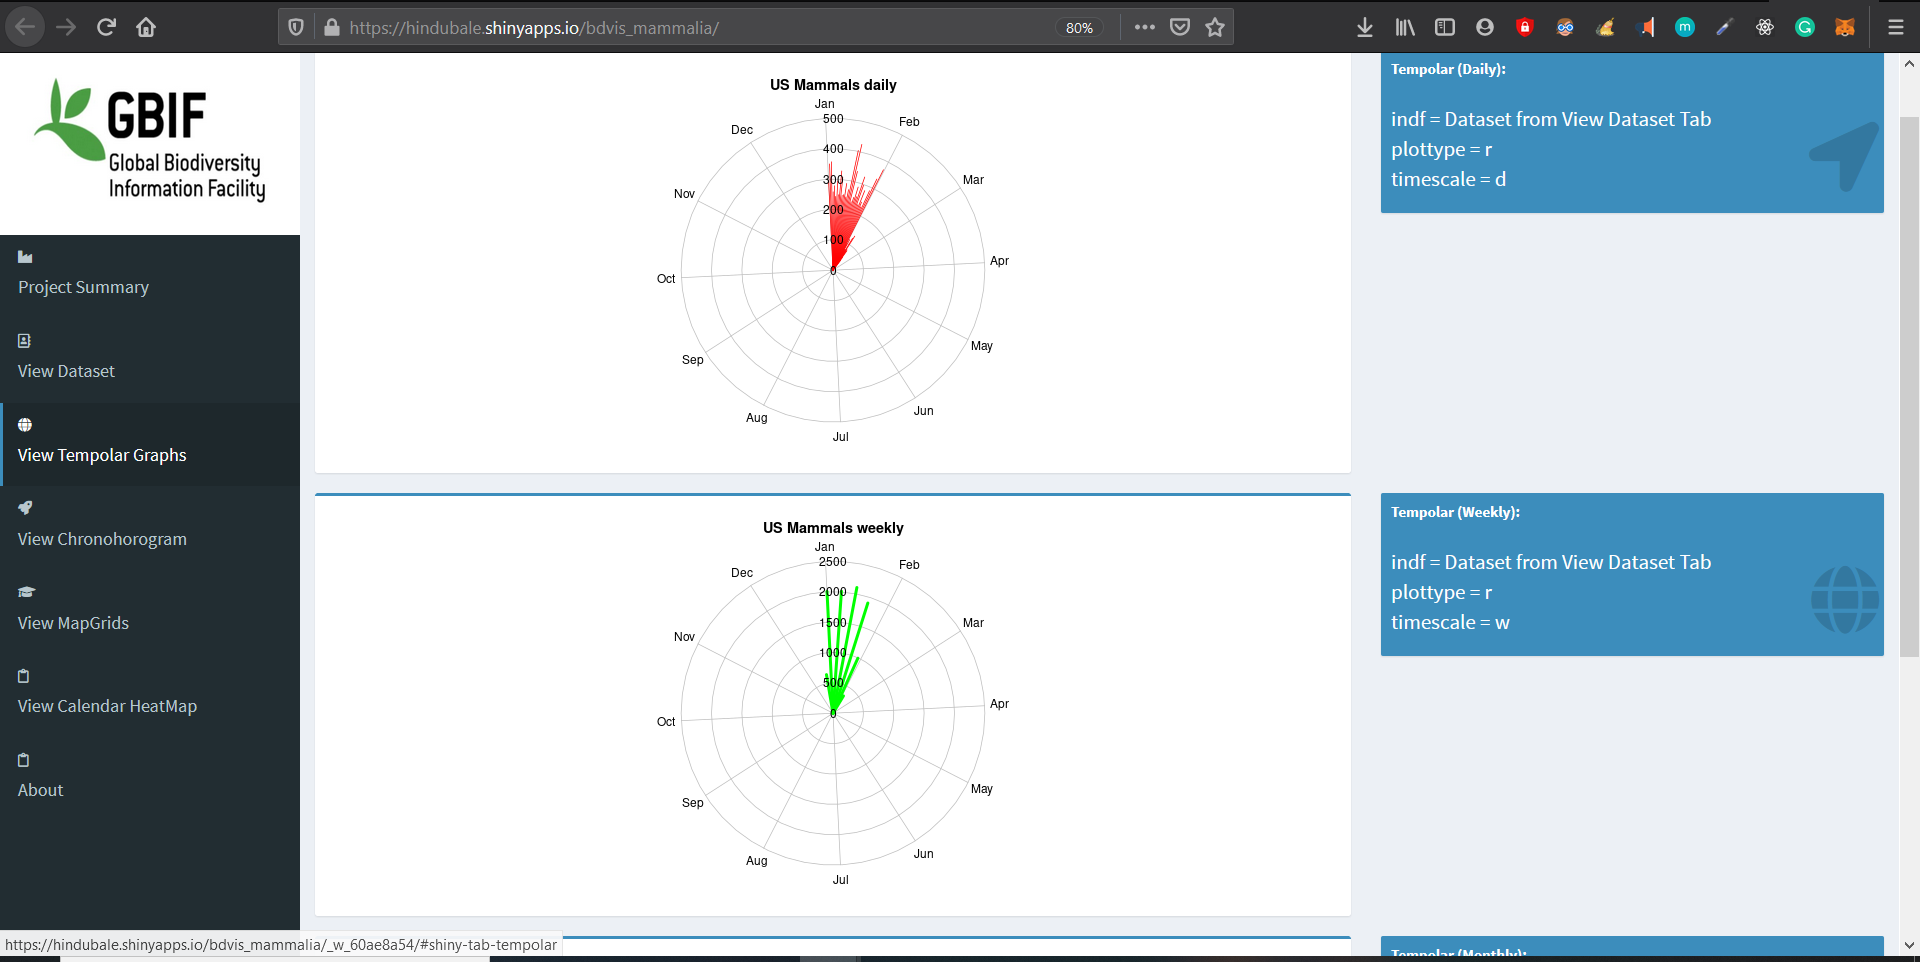 https://hindubale.shinyapps.io/bdvis_mammalia/
80%
m
GBIF
Global Biodiversity
Information Facility
Project Summary
View Dataset
View Tempolar Graphs
View Chronohorogram
View MapGrids
View Calendar HeatMap
About
US Mammals daily
Jan
Feb
Mar
Apr
May
Jun
Jul
Aug
Sep
Oct
Nov
Dec
500
400
300
200
100
0
Tempolar (Daily):
indf = Dataset from View Dataset Tab
plottype = r
timescale = d
US Mammals weekly
Jan
Feb
Mar
Apr
May
Jun
Jul
Aug
Sep
Oct
Nov
Dec
2500
2000
1500
1000
500
0
Tempolar (Weekly):
indf = Dataset from View Dataset Tab
plottype = r
timescale = w
Tempolar (Monthly):
https://hindubale.shinyapps.io/bdvis_mammalia/_w_60ae8a54/#shiny-tab-tempolar